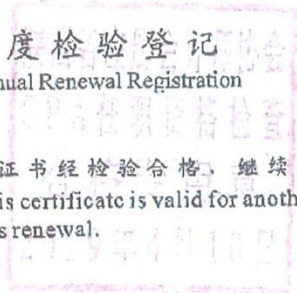 度检验登记
nual Renewal Registration
证书经检验合格、继续
is certificate is valid for anoth
s renewal.